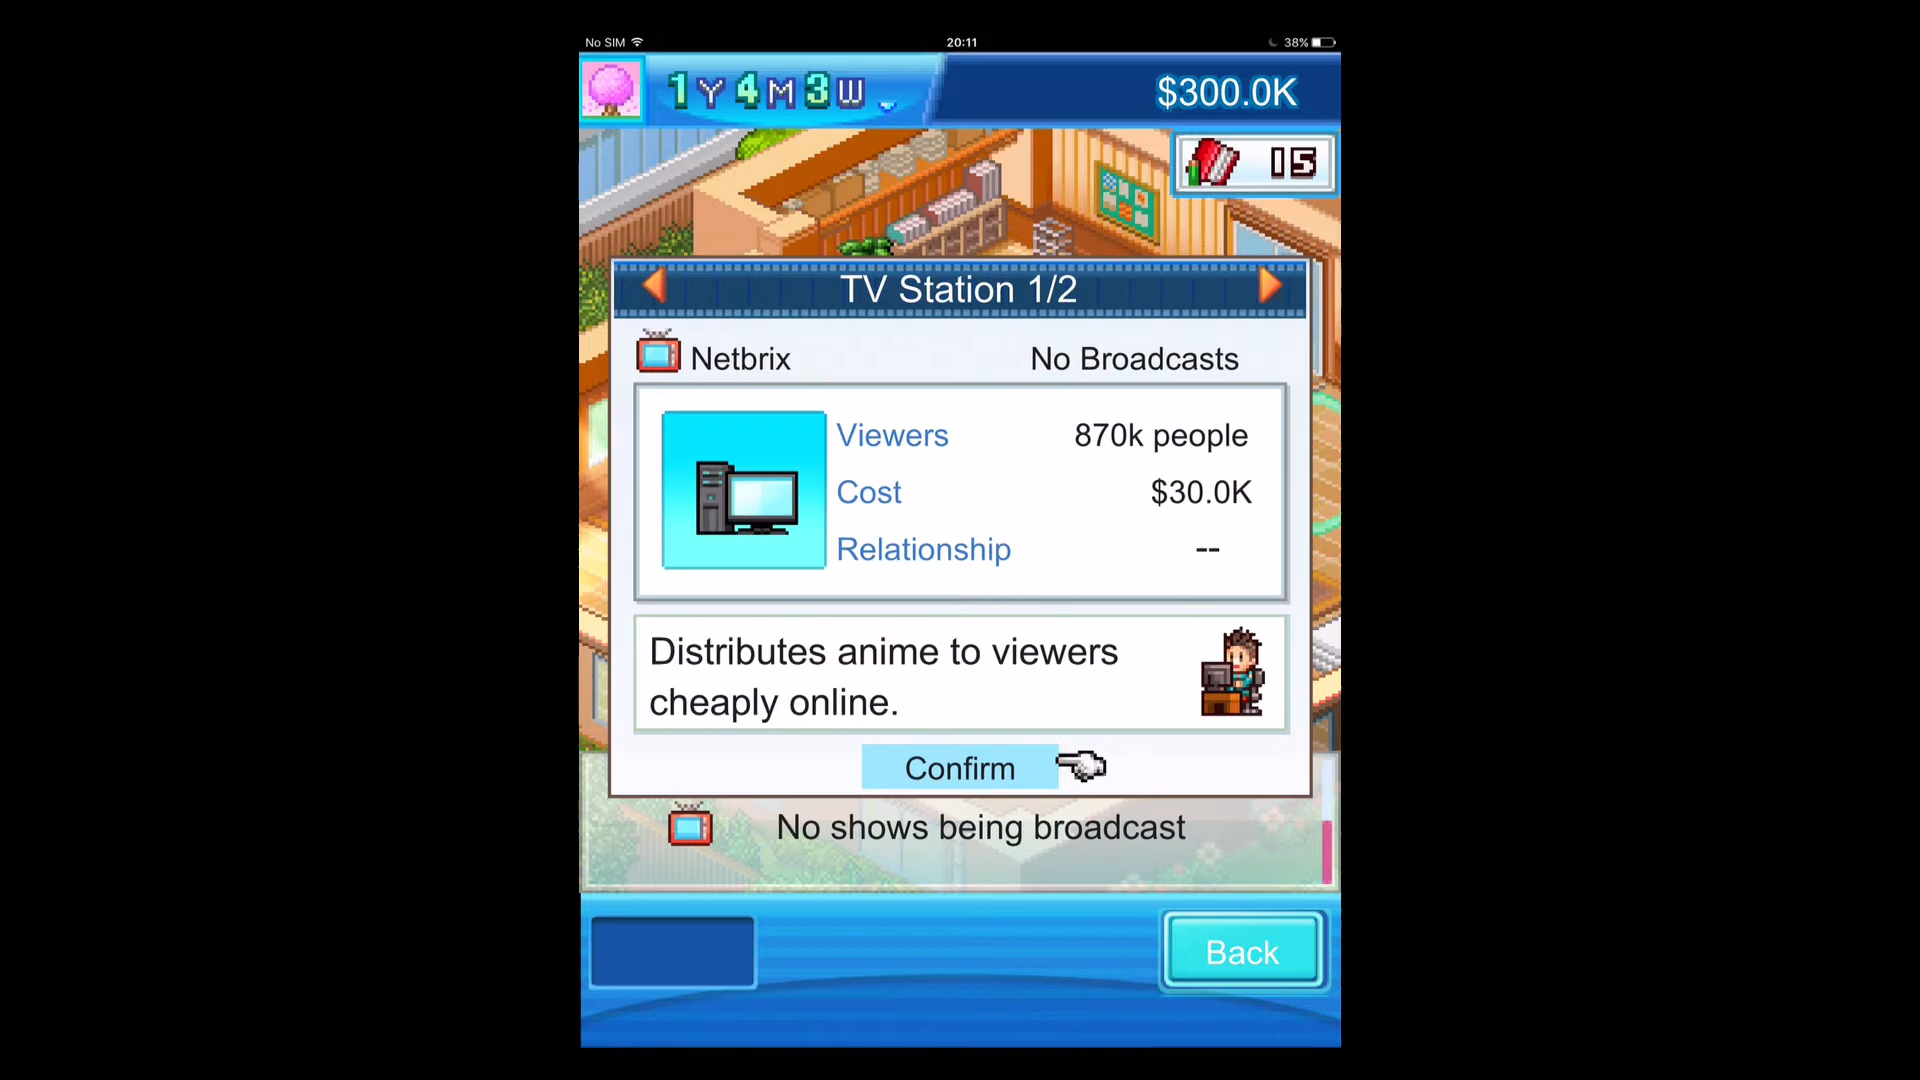 No SIM
20:11
38%
1Y4M3W
$300.0K
15
TV Station 1/2
Netbrix
No Broadcasts
Viewers
870k people
Cost
$30.0K
Relationship
--
Distributes anime to viewers
cheaply online.
Confirm
No shows being broadcast
Back